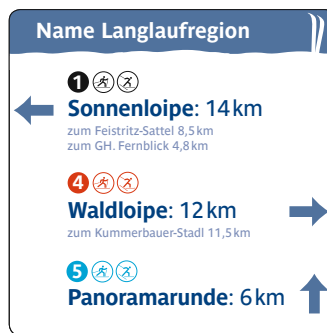 Name Langlaufregion
1
Sonnenloipe: 14 km
zum Feistritz-Sattel 8,5 km
zum GH. Fernblick 4,8 km
4
Waldloipe: 12 km
zum Kummerbauer-Stadl 11,5 km
5
Panoramarunde: 6 km